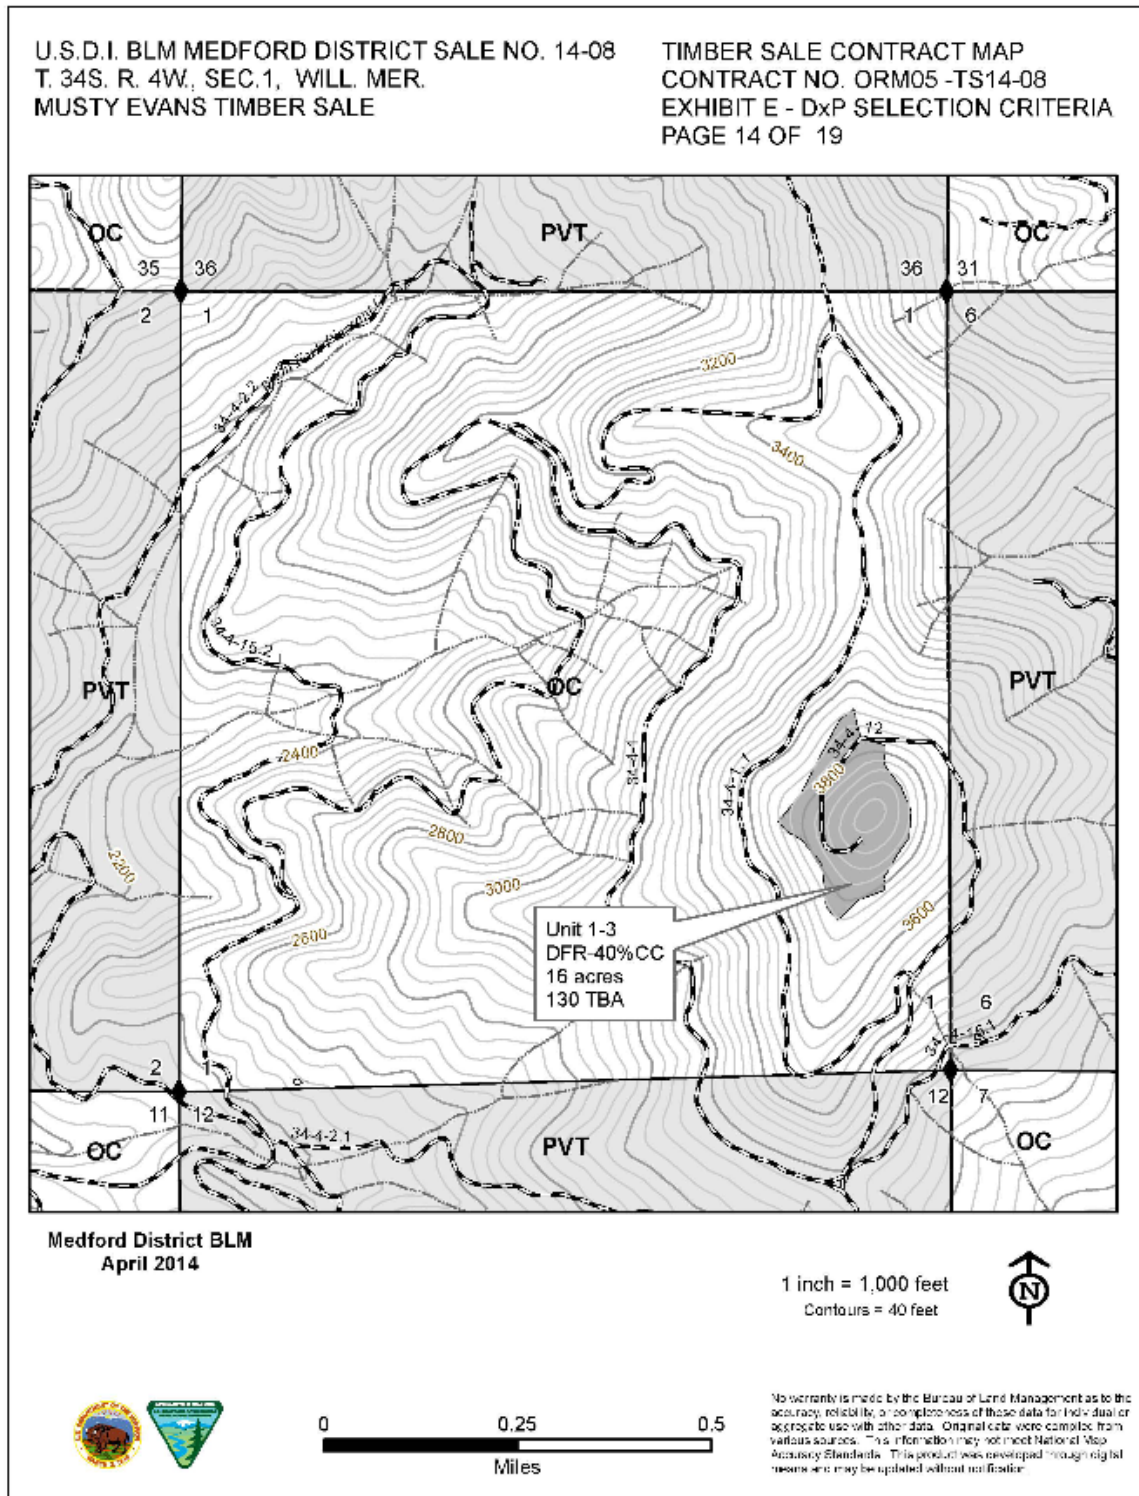 U.S.D.I. BLM MEDFORD DISTRICT SALE NO. 14-08
T. 34S. R. 4W., SEC.1, WILL. MER.
MUSTY EVANS TIMBER SALE
TIMBER SALE CONTRACT MAP
CONTRACT NO. ORM05 -TS14-08
EXHIBIT E - DxP SELECTION CRITERIA
PAGE 14 OF 19
OC
PVT
OC
35
36
36
31
2
1
1
6
3200
34-4-2.2
3400
34-4-15.2
PVT
OC
PVT
34-4-12
2400
34-4-1
34-4-1.1
3800
2800
2200
3000
3600
2600
Unit 1-3
DFR-40%CC
16 acres
130 TBA
1
6
34-4-15.1
2
1
11
12
12
7
34-4-2.1
OC
PVT
OC
Medford District BLM
April 2014
1 inch = 1,000 feet
Contours = 40 feet
N
0
0.25
0.5
Miles
No warranty is made by the Bureau of Land Management as to the
accuracy, reliability, or completeness of these data for individual or
aggregate use with other data. Original data were compiled from
various sources. This information may not meet National Map
Accuracy Standards. This product was developed through digital
means and may be updated without notification.